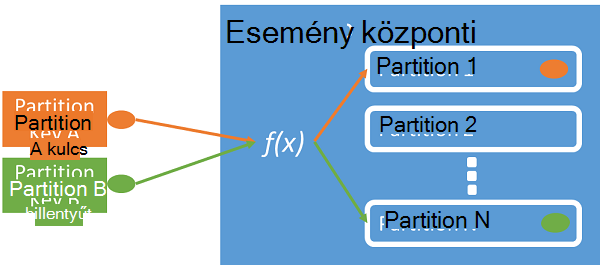 Esemény központi
Partition 1
Partition
Partition
Key A
A kulcs
Partition 2
f(x)
Partition
Partition B
Key B
billentyűt
Partition N